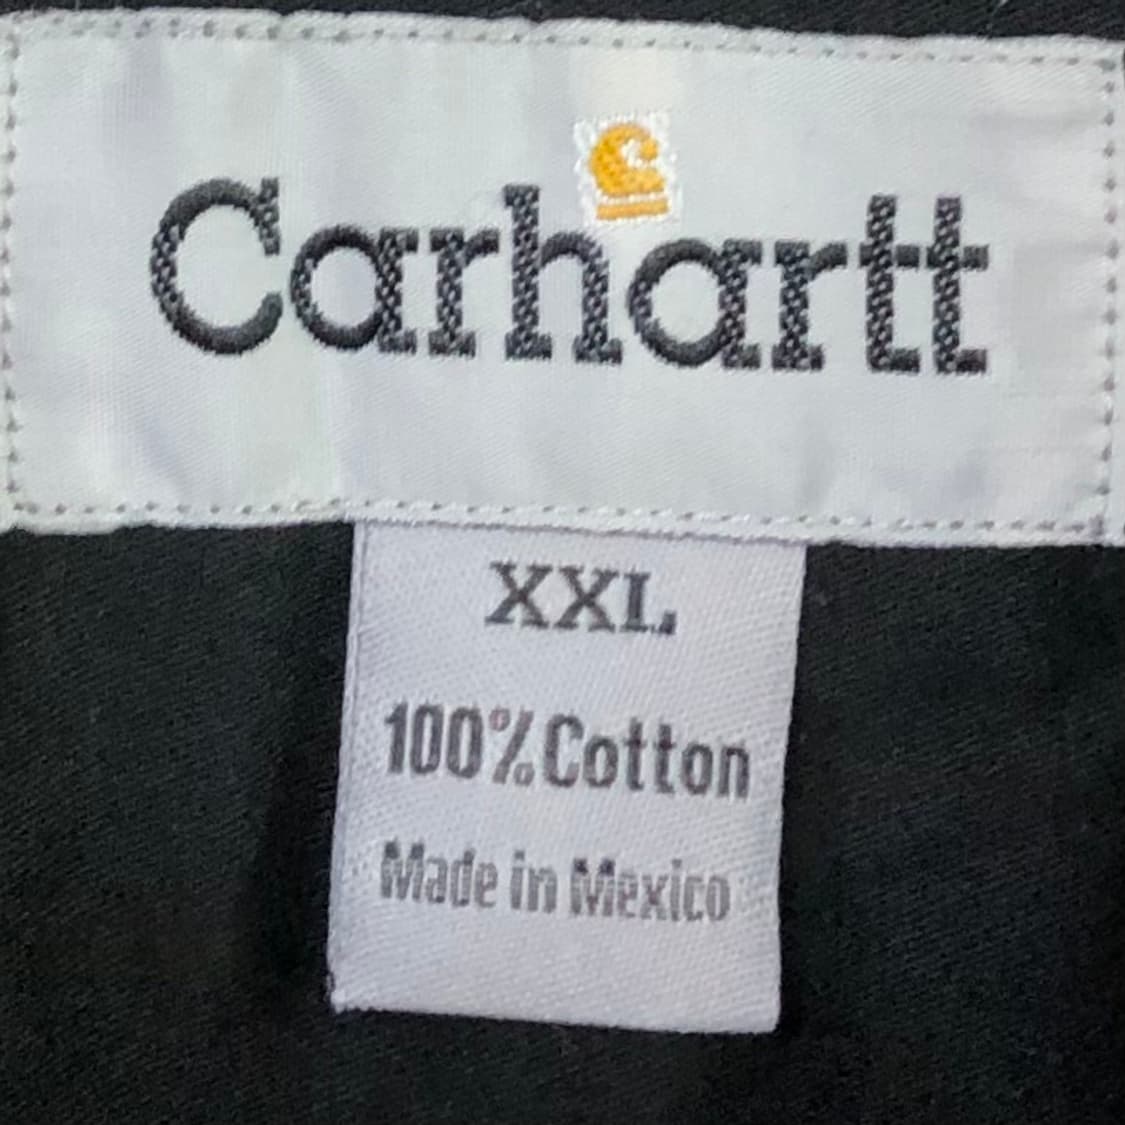 Carhartt
XXL
100% Cotton
Made in Mexico